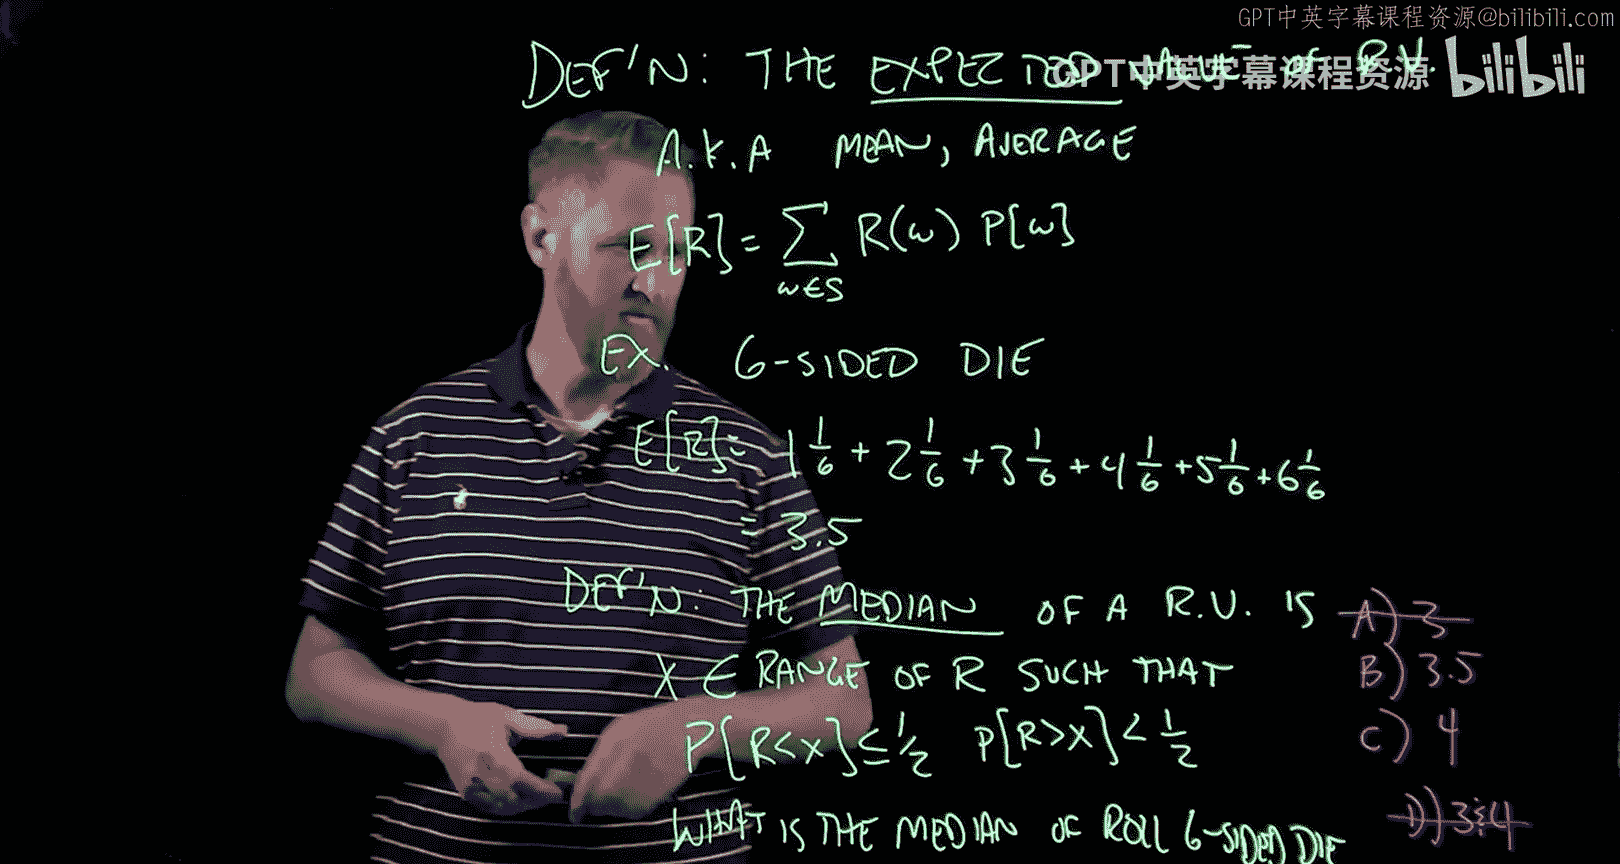 GPT中英字幕课程资源@bilibili.com
DEF'N: THE EXPECTED VALUE OF R.V.
GPT中英字幕课程资源 bilibili
A.K.A MEAN, AVERAGE
E[R] = ∑ R(ω) P[ω]
ω∈S
EX. 6-SIDED DIE
E[R] = 1 1/6 + 2 1/6 + 3 1/6 + 4 1/6 + 5 1/6 + 6 1/6
= 3.5
DEF'N: THE MEDIAN OF A R.V. IS
X ∈ RANGE OF R SUCH THAT
P[R<X] ≤ 1/2 P[R>X] < 1/2
WHAT IS THE MEDIAN OF ROLL 6-SIDED DIE
A) 3
B) 3.5
C) 4
D) 3&4